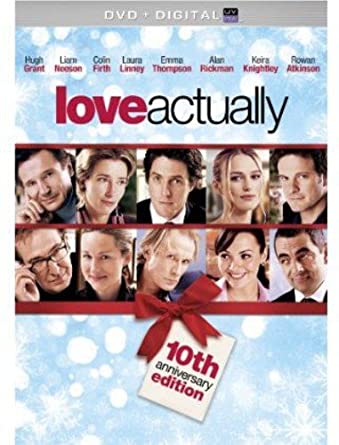 DVD + DIGITAL UV
Hugh Liam Colin Laura Emma Alan Keira Rowan
Grant Neeson Firth Linney Thompson Rickman Knightley Atkinson
loveactually
10th
anniversary
edition